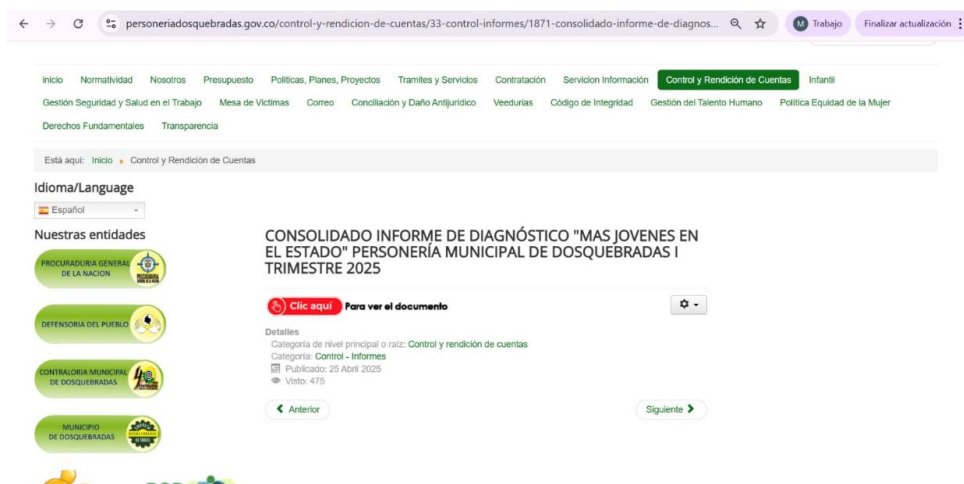 personeriadosquebradas.gov.co/control-y-rendicion-de-cuentas/33-control-informes/1871-consolidado-informe-de-diagnos...
M Trabajo
Finalizar actualización
inicio Normatividad Nosotros Presupuesto Politicas, Planes, Proyectos Tramites y Servicios Contratación Servicion Información Control y Rendición de Cuentas Infantil
Gestión Seguridad y Salud en el Trabajo Mesa de Victimas Correo Conciliación y Daño Antijurídico Veedurias Código de Integridad Gestión del Talento Humano Política Equidad de la Mujer
Derechos Fundamentales Transparencia
Está aquí: Inicio Control y Rendición de Cuentas
Idioma/Language
Español
Nuestras entidades
PROCURADURIA GENERAL
DE LA NACION
DEFENSORIA DEL PUEBLO
CONTRALORIA MUNICIPAL
DE DOSQUEBRADAS
MUNICIPIO
DE DOSQUEBRADAS
CONSOLIDADO INFORME DE DIAGNÓSTICO "MAS JOVENES EN
EL ESTADO" PERSONERÍA MUNICIPAL DE DOSQUEBRADAS I
TRIMESTRE 2025
Clic aquí Para ver el documento
Detalles
Categoría de nivel principal o raíz: Control y rendición de cuentas
Categoría: Control - Informes
Publicado: 25 Abril 2025
Visto: 475
Anterior
Siguiente